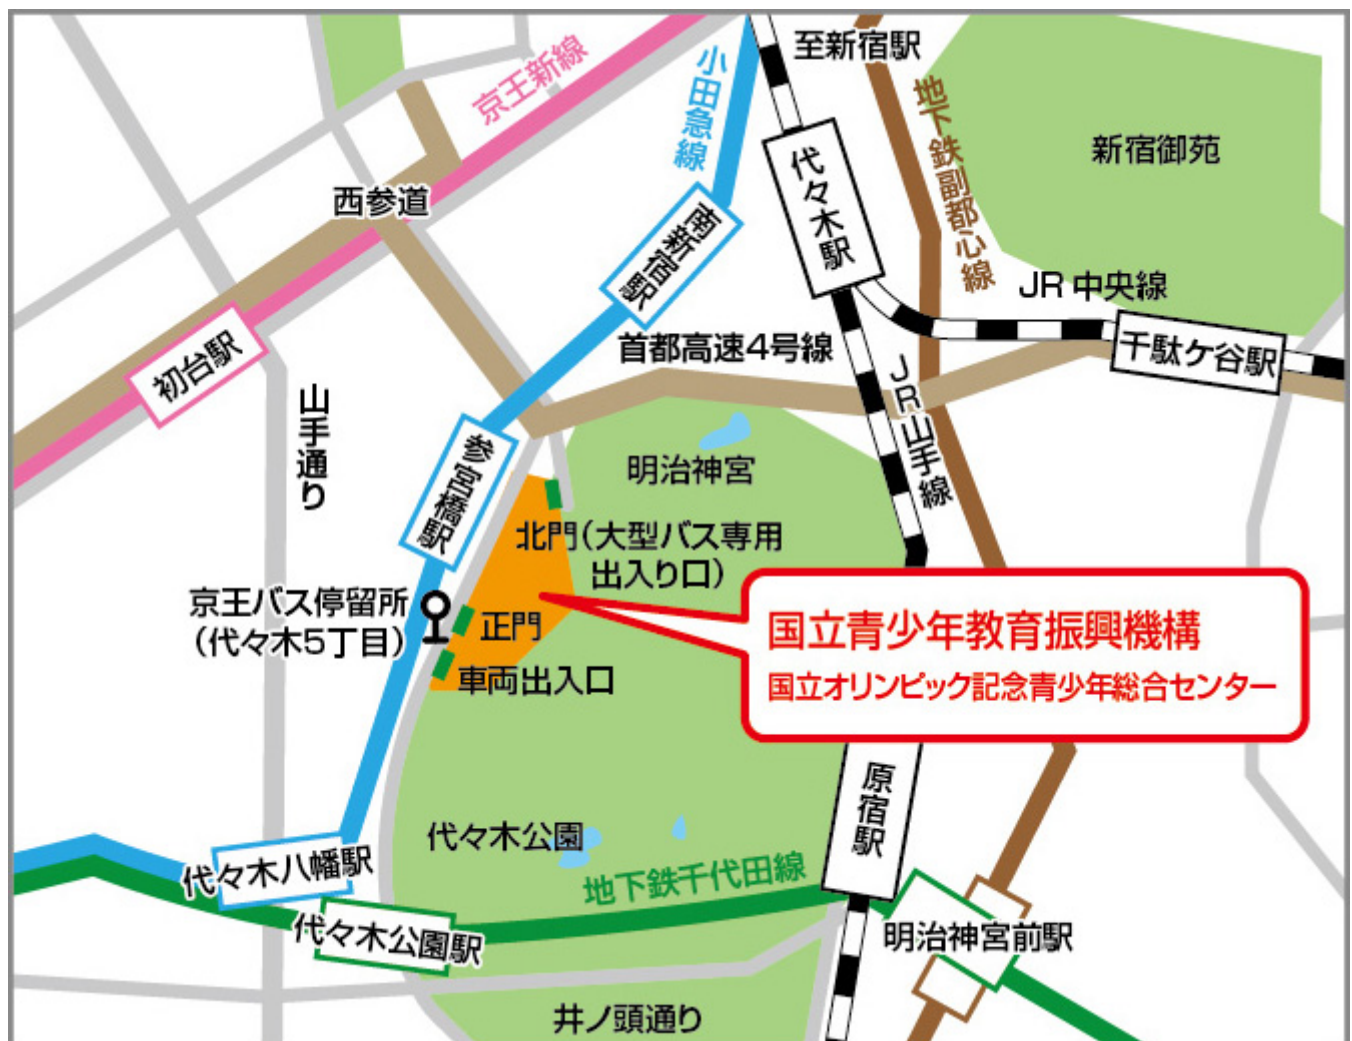 至新宿駅
京王新線
小田急線
地下鉄副都心線
新宿御苑
代々木駅
西参道
南新宿駅
JR中央線
初台駅
首都高速4号線
千駄ケ谷駅
山手通り
JR山手線
参宮橋駅
明治神宮
北門(大型バス専用
出入り口)
京王バス停留所
(代々木5丁目)
正門
車両出入口
国立青少年教育振興機構
国立オリンピック記念青少年総合センター
原宿駅
代々木公園
代々木八幡駅
地下鉄千代田線
代々木公園駅
明治神宮前駅
井ノ頭通り